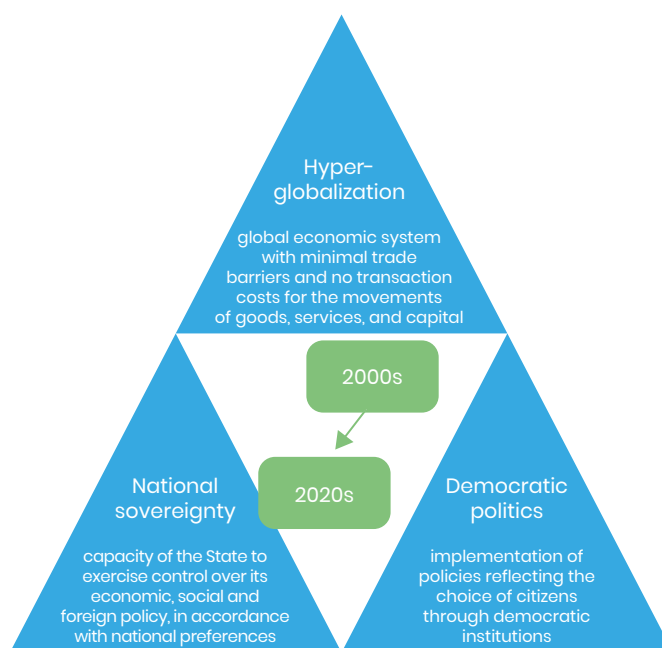 Hyper-
globalization
global economic system
with minimal trade
barriers and no transaction
costs for the movements
of goods, services, and capital
2000s
2020s
National
sovereignty
capacity of the State to
exercise control over its
economic, social and
foreign policy, in accordance
with national preferences
Democratic
politics
implementation of
policies reflecting the
choice of citizens
through democratic
institutions